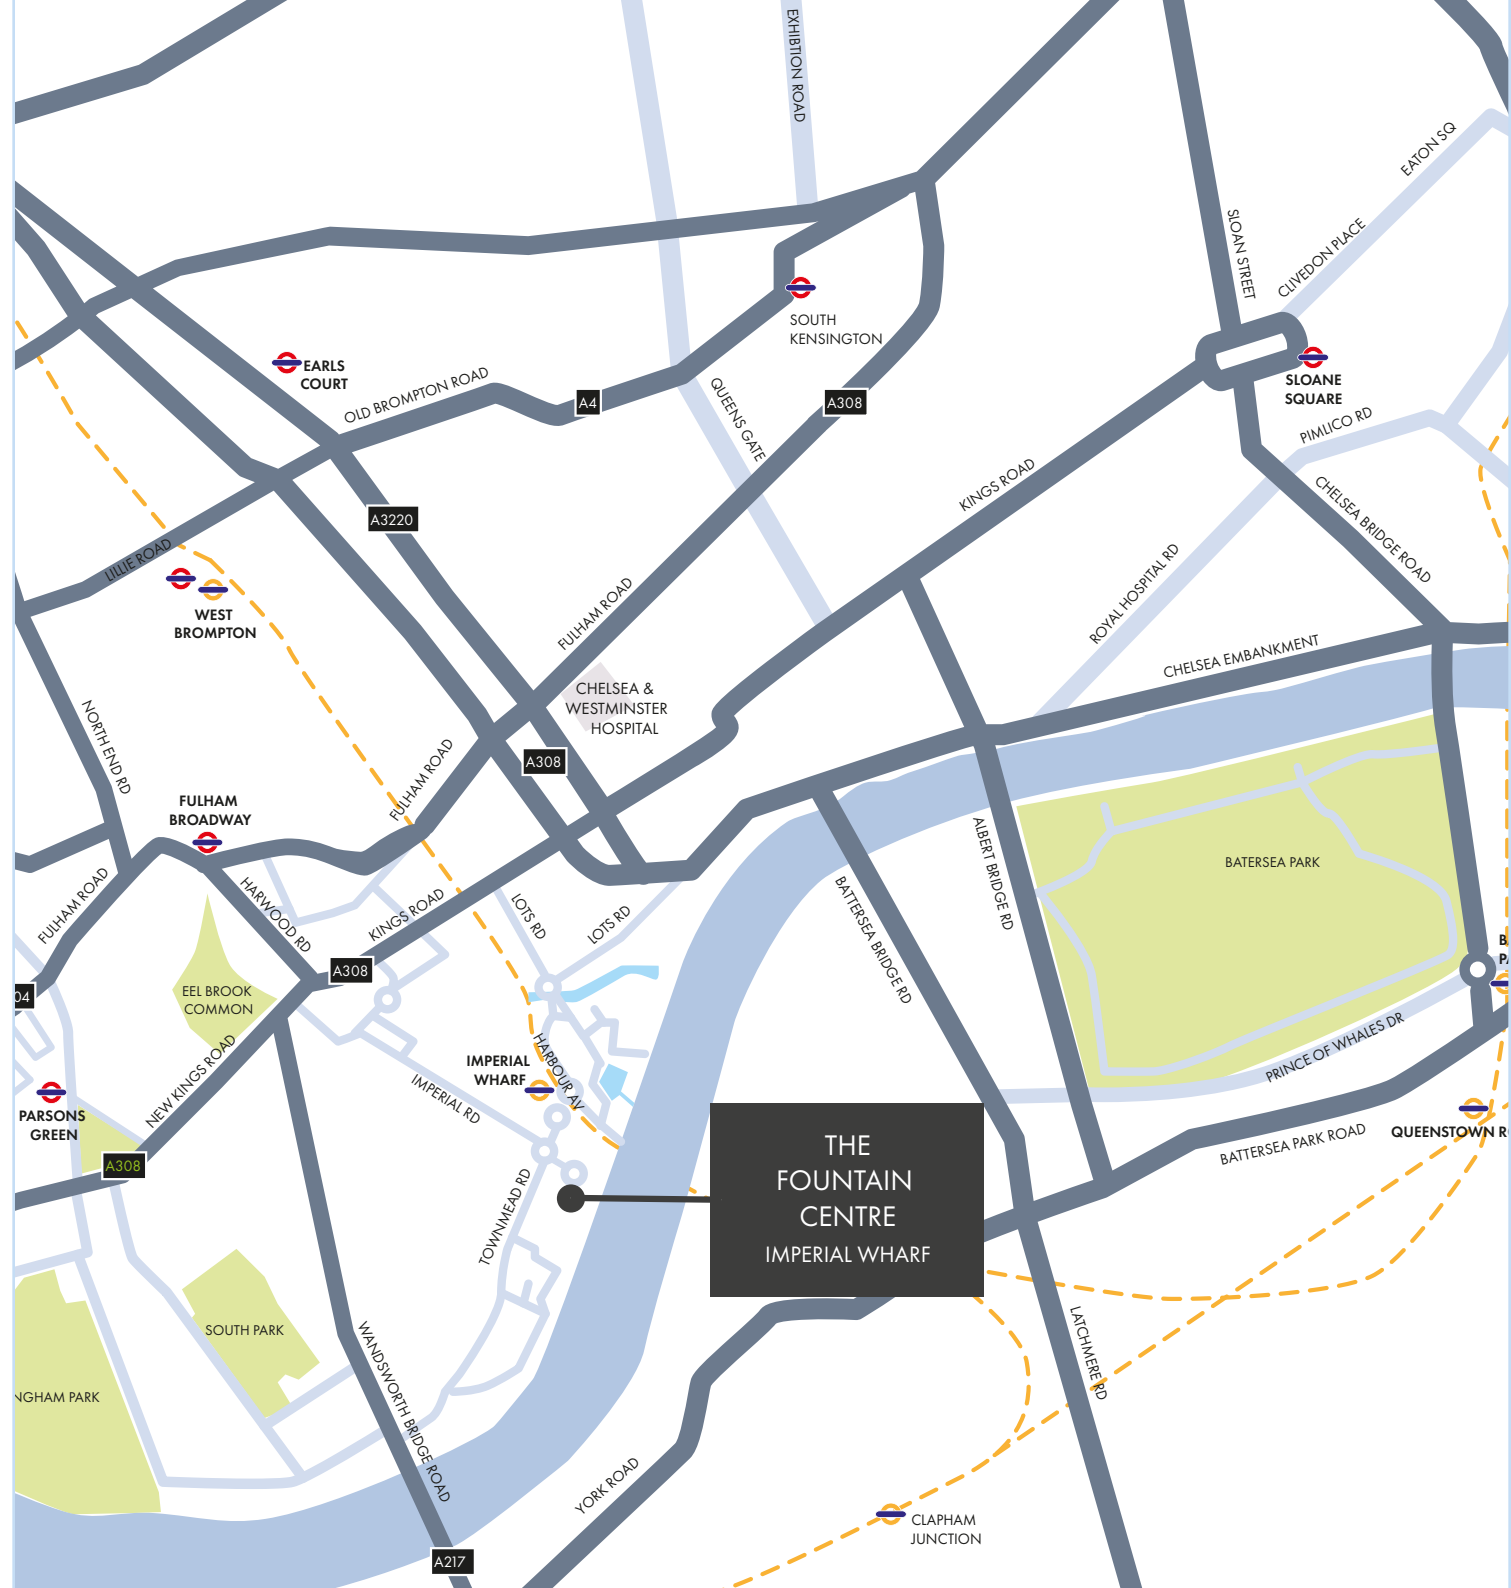 EXHIBTION ROAD
EATON SQ
SLOAN STREET
CLIVEDON PLACE
SOUTH
KENSINGTON
EARLS
COURT
OLD BROMPTON ROAD
A4
QUEENS GATE
A308
SLOANE
SQUARE
PIMLICO RD
KINGS ROAD
CHELSEA BRIDGE ROAD
A3220
LILLIE ROAD
WEST
BROMPTON
FULHAM ROAD
ROYAL HOSPITAL RD
CHELSEA EMBANKMENT
CHELSEA &
WESTMINSTER
HOSPITAL
NORTH END RD
A308
FULHAM ROAD
FULHAM
BROADWAY
ALBERT BRIDGE RD
BATERSEA PARK
BATTERSEA BRIDGE RD
FULHAM ROAD
HARWOOD RD
KINGS ROAD
LOTS RD
LOTS RD
A308
04
EEL BROOK
COMMON
B
PA
PRINCE OF WHALES DR
NEW KINGS ROAD
IMPERIAL
WHARF
HARBOUR AV
IMPERIAL RD
PARSONS
GREEN
QUEENSTOWN R
BATTERSEA PARK ROAD
A308
THE
FOUNTAIN
CENTRE
IMPERIAL WHARF
TOWNMEAD RD
SOUTH PARK
WANDSWORTH BRIDGE ROAD
LATCHMERE RD
NGHAM PARK
YORK ROAD
CLAPHAM
JUNCTION
A217